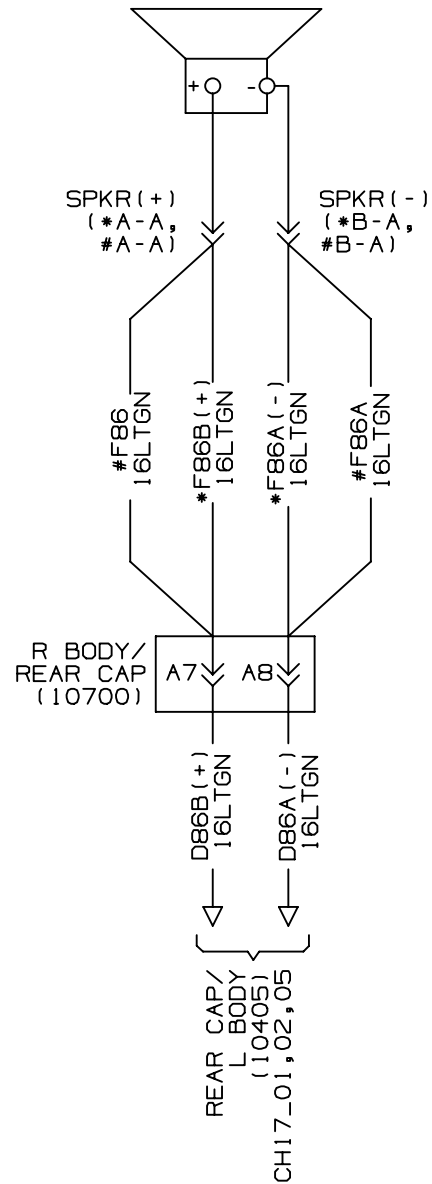 +
-
SPKR(+)
(*A-A,
#A-A)
SPKR(-)
(*B-A,
#B-A)
#F86
16LTGN
*F86B(+)
16LTGN
*F86A(-)
16LTGN
#F86A
16LTGN
R BODY/
REAR CAP
(10700)
A7
A8
D86B(+)
16LTGN
D86A(-)
16LTGN
REAR CAP/
L BODY
(10405)
CH17_01,02,05